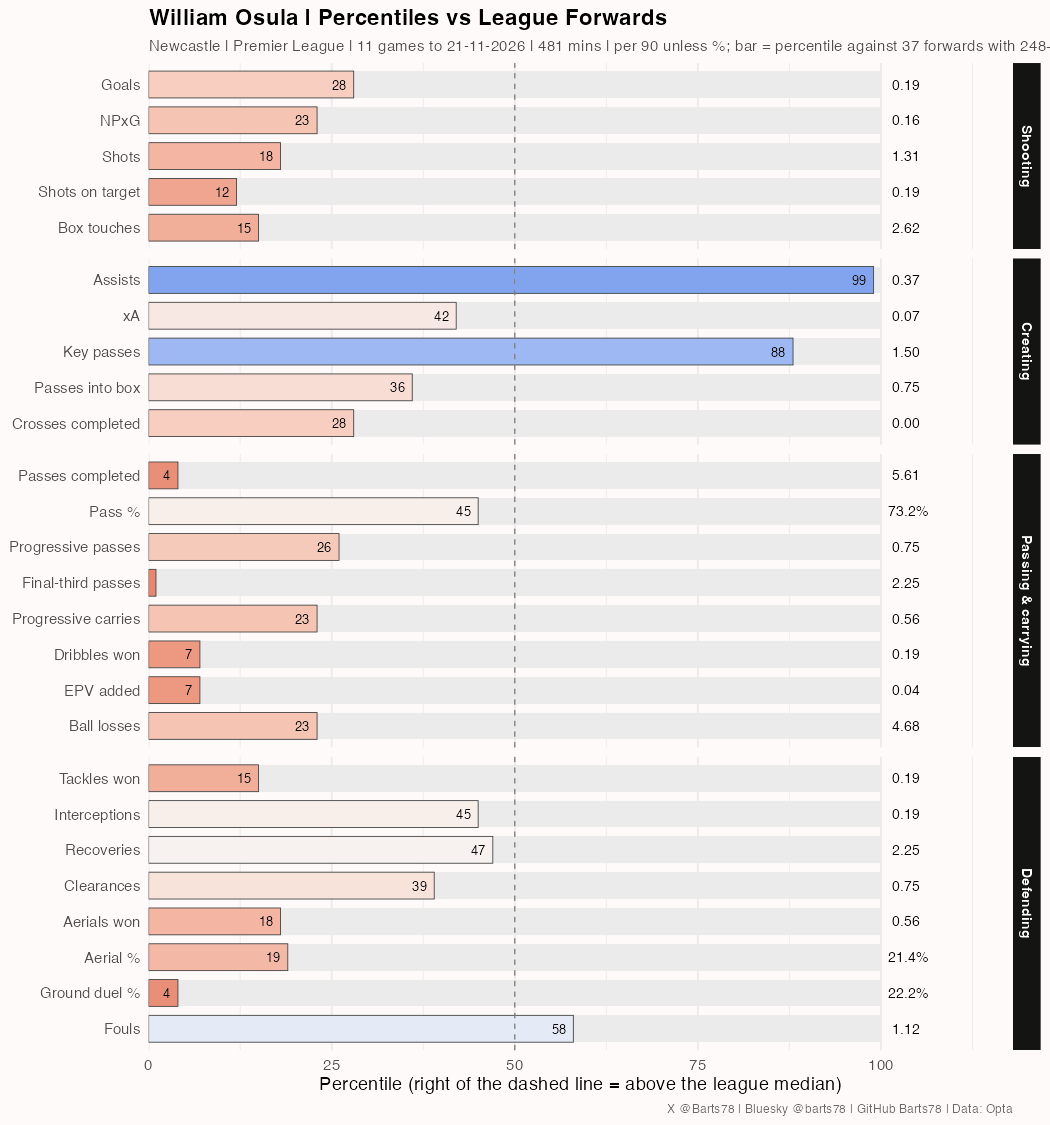 William Osula | Percentiles vs League Forwards
Newcastle | Premier League | 11 games to 21-11-2026 | 481 mins | per 90 unless %; bar = percentile against 37 forwards with 248-
Goals 28 0.19
NPxG 23 0.16
Shots 18 1.31
Shots on target 12 0.19
Box touches 15 2.62
Shooting
Assists 99 0.37
xA 42 0.07
Key passes 88 1.50
Passes into box 36 0.75
Crosses completed 28 0.00
Creating
Passes completed 4 5.61
Pass % 45 73.2%
Progressive passes 26 0.75
Final-third passes 2.25
Progressive carries 23 0.56
Dribbles won 7 0.19
EPV added 7 0.04
Ball losses 23 4.68
Passing & carrying
Tackles won 15 0.19
Interceptions 45 0.19
Recoveries 47 2.25
Clearances 39 0.75
Aerials won 18 0.56
Aerial % 19 21.4%
Ground duel % 4 22.2%
Fouls 58 1.12
Defending
0 25 50 75 100
Percentile (right of the dashed line = above the league median)
X @Barts78 | Bluesky @barts78 | GitHub Barts78 | Data: Opta